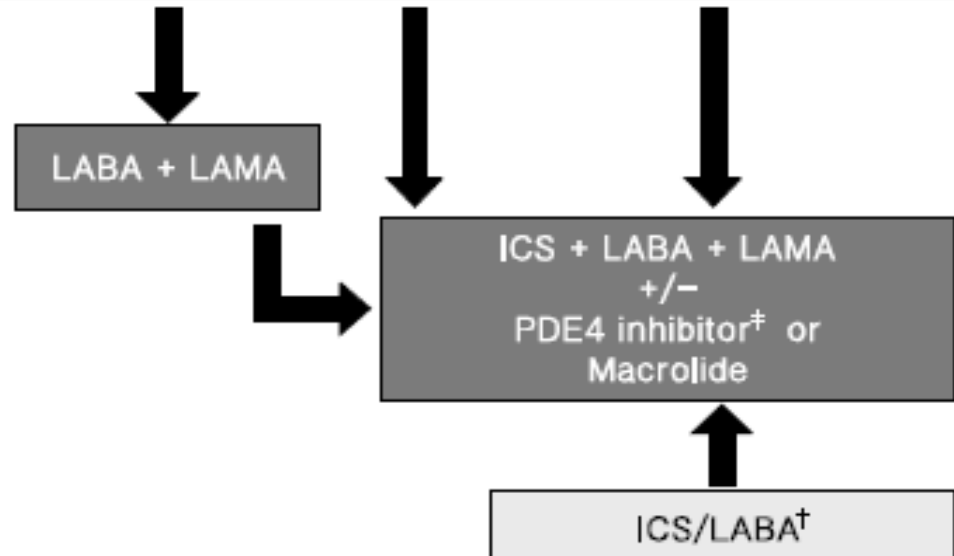 LABA + LAMA
ICS + LABA + LAMA
+/−
PDE4 inhibitor‡ or
Macrolide
ICS/LABA†